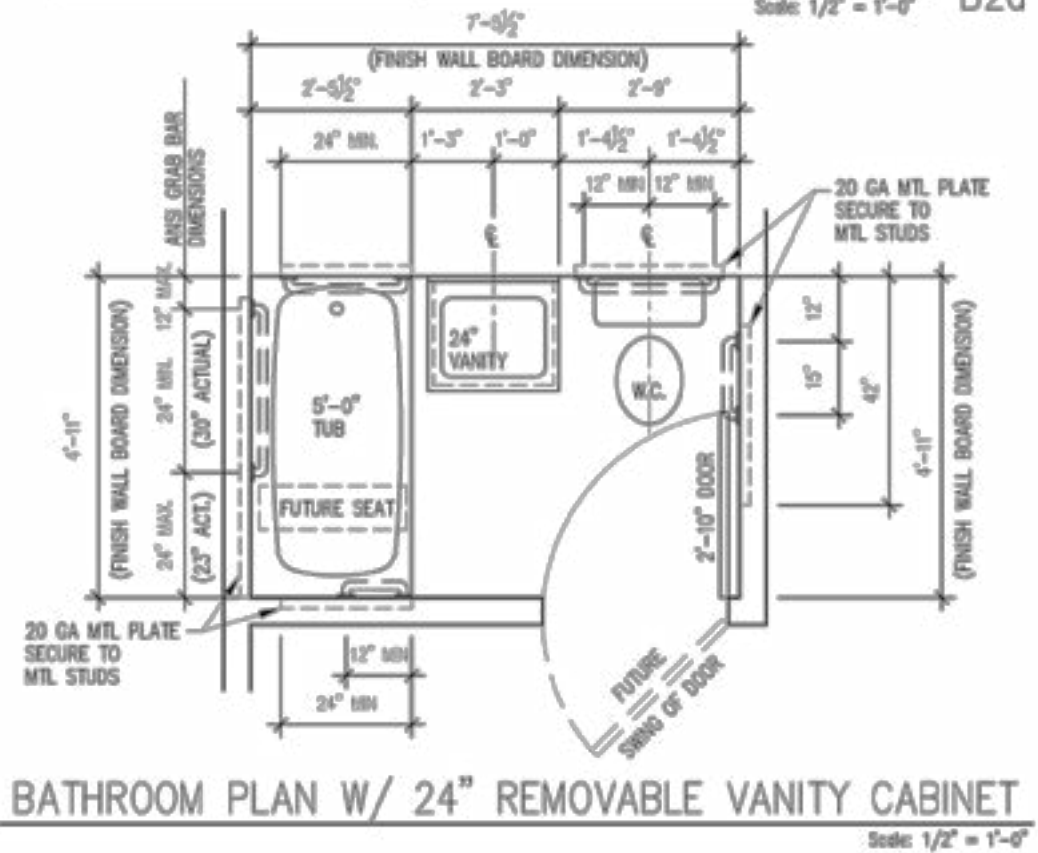 Scale: 1/2" = 1'-0"
7'-5½"
(FINISH WALL BOARD DIMENSION)
2'-5½"
2'-3"
2'-9"
24" MIN.
1'-3"
1'-0"
1'-4½"
1'-4½"
12" MIN
12" MIN
ANSI GRAB BAR
DIMENSIONS
20 GA MTL PLATE
SECURE TO
MTL STUDS
4'-11"
(FINISH WALL BOARD DIMENSION)
12" MAX.
24" MIN.
(30" ACTUAL)
24" MAX.
(23" ACT.)
5'-0"
TUB
FUTURE SEAT
24"
VANITY
W.C.
2'-10" DOOR
12"
15"
42"
4'-11"
(FINISH WALL BOARD DIMENSION)
20 GA MTL PLATE
SECURE TO
MTL STUDS
12" MIN
24" MIN
FUTURE
SWING OF DOOR
BATHROOM PLAN W/ 24" REMOVABLE VANITY CABINET
Scale: 1/2" = 1'-0"